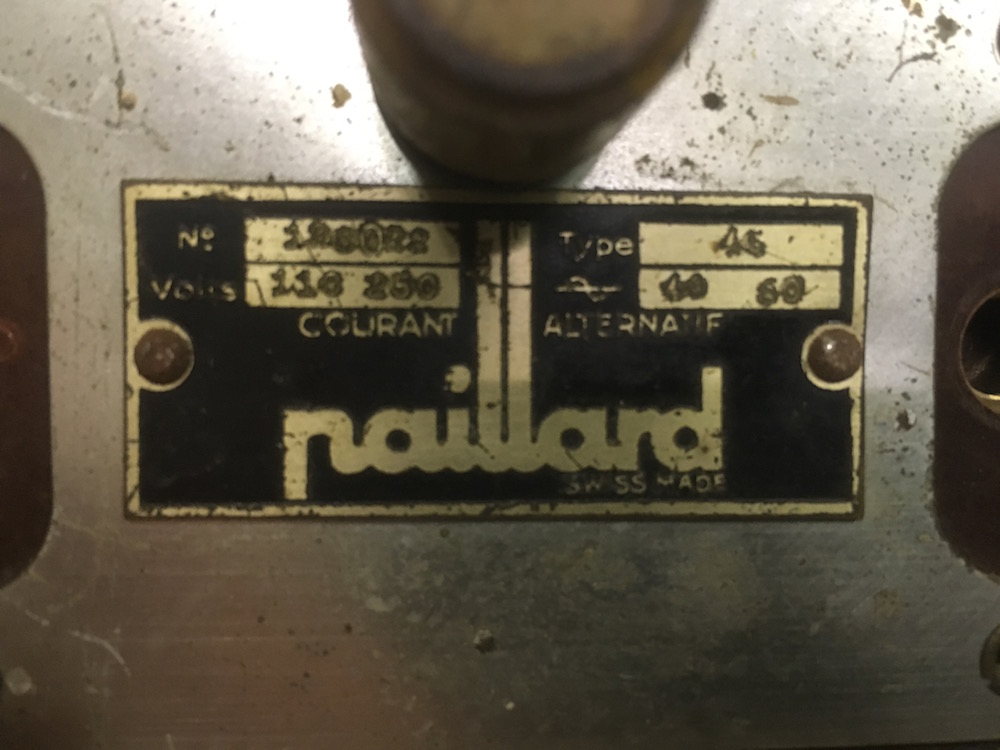 Nº Type 45
Volts 110 250 40 60
COURANT ALTERNATIF
paillard
SWISS MADE